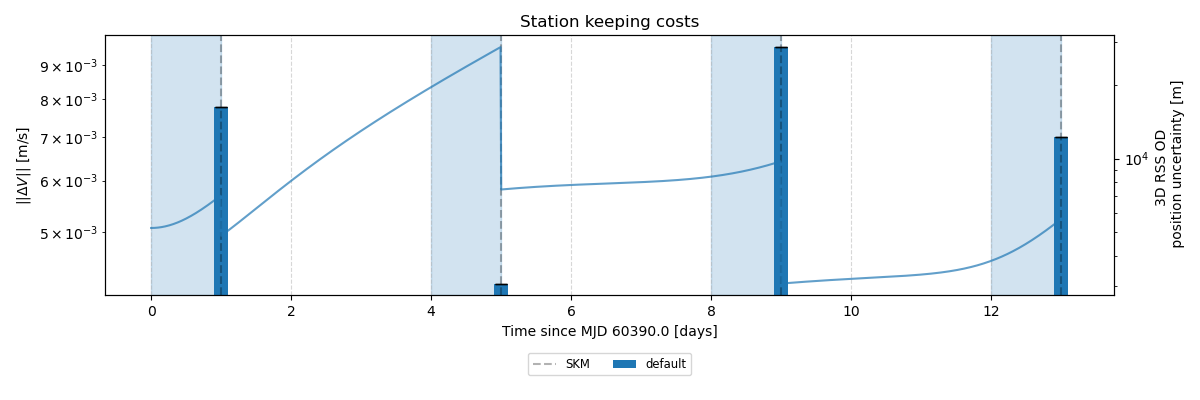 Station keeping costs
||ΔV|| [m/s]
9 × 10⁻³
8 × 10⁻³
7 × 10⁻³
6 × 10⁻³
5 × 10⁻³
10⁴
3D RSS OD
position uncertainty [m]
0 2 4 6 8 10 12
Time since MJD 60390.0 [days]
SKM default